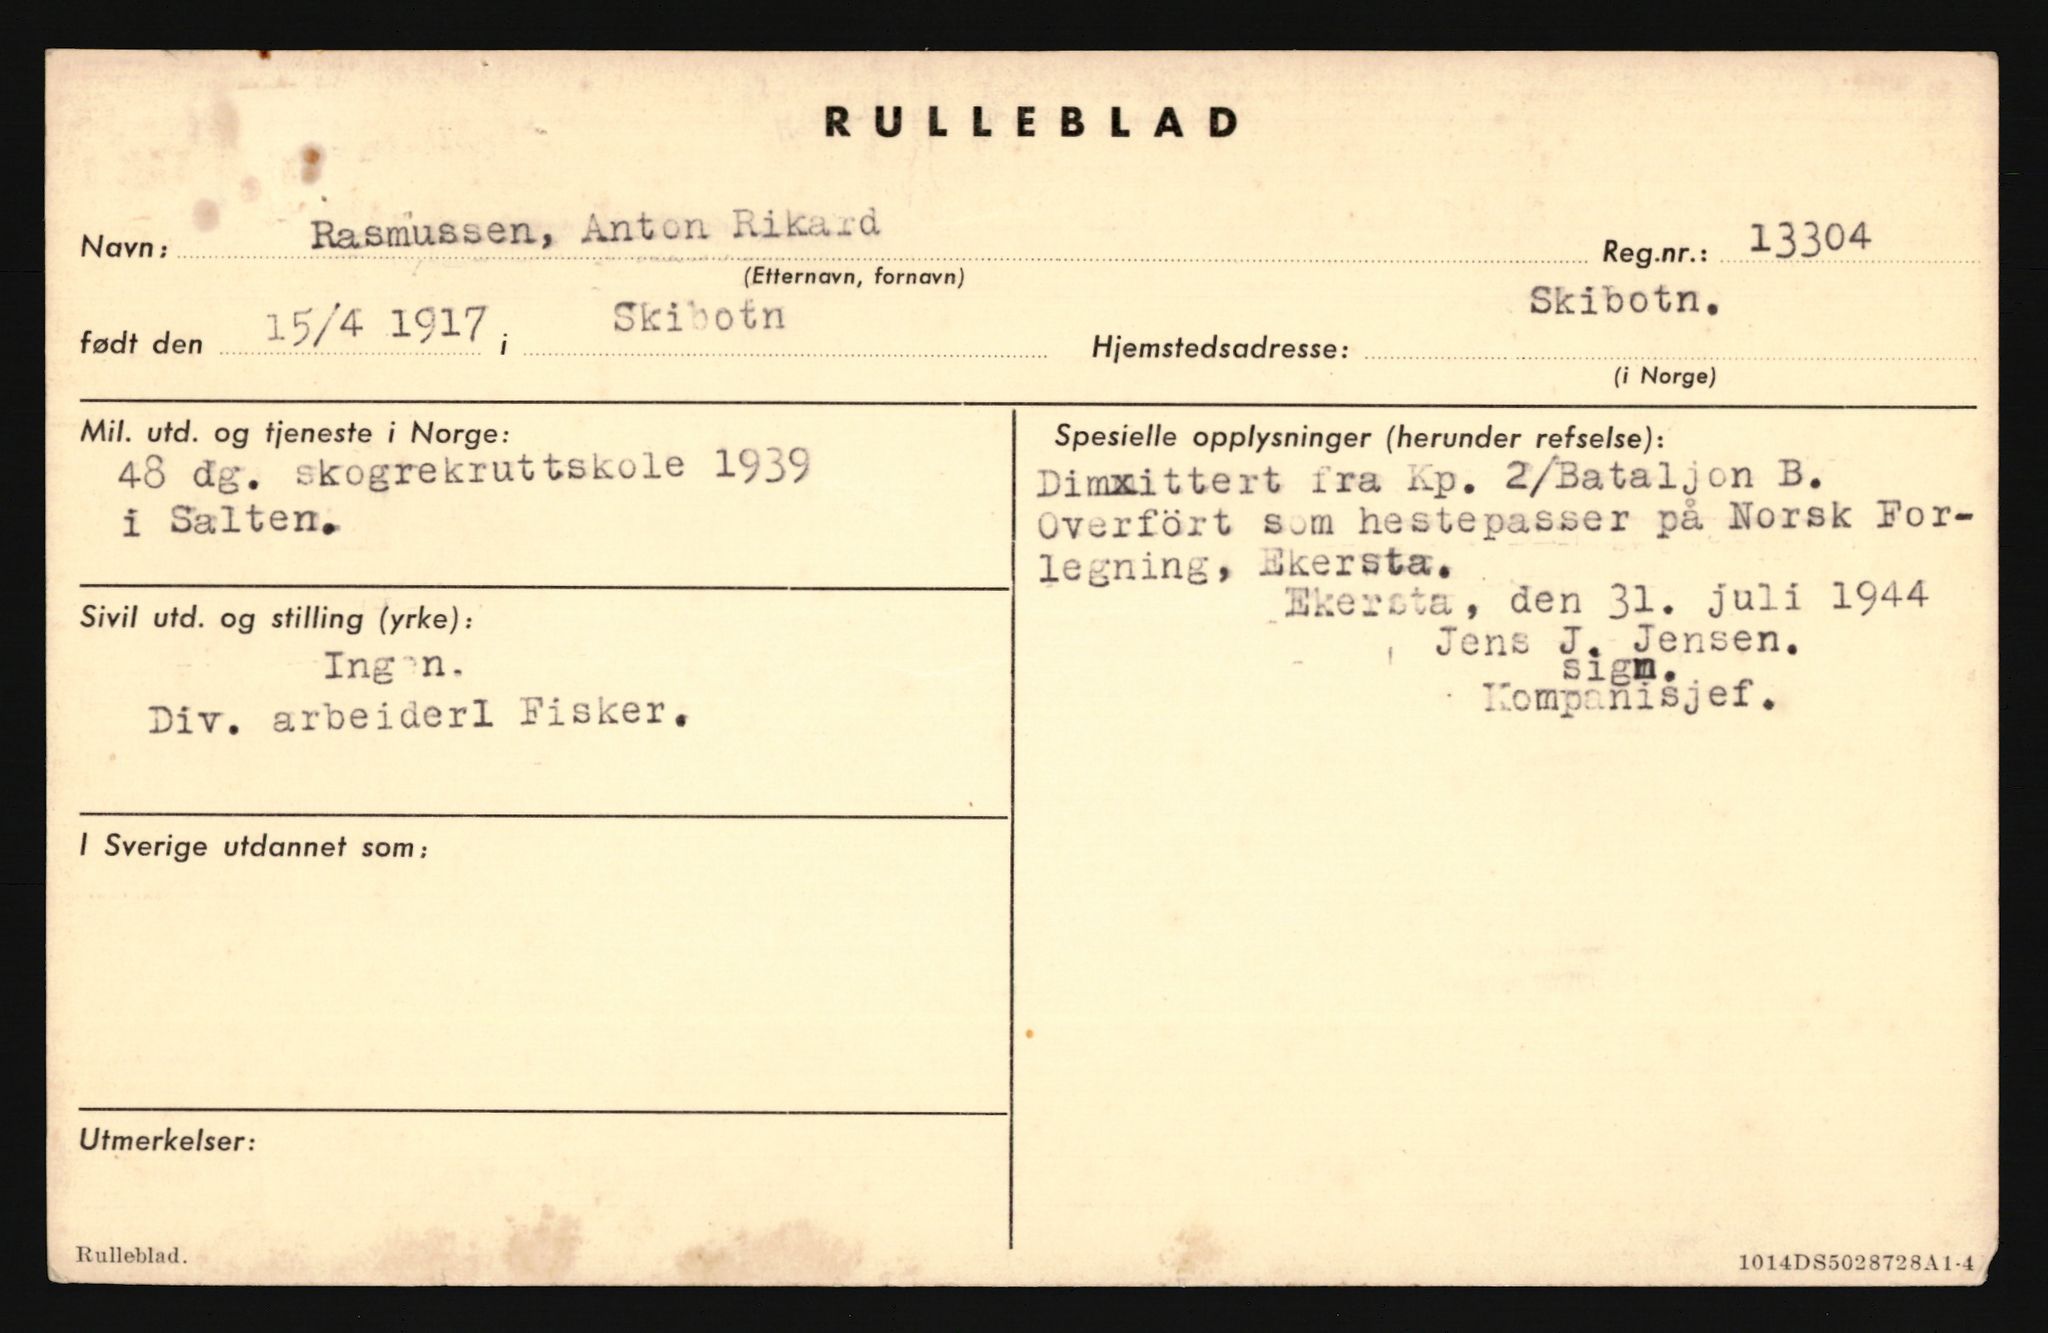 RULLEBLAD
Navn: Rasmussen, Anton Rikard Reg.nr.: 13304
(Etternavn, fornavn)
født den 15/4 1917 i Skibotn Hjemstedsadresse: Skibotn.
(i Norge)
Mil. utd. og tjeneste i Norge:
48 dg. skogrekruttskole 1939
i Salten.
Sivil utd. og stilling (yrke):
Ingen.
Div. arbeiderl Fisker.
I Sverige utdannet som:
Utmerkelser:
Spesielle opplysninger (herunder refselse):
Dimxittert fra Kp. 2/Bataljon B.
Overfört som hestepasser på Norsk For-
legning, Ekersta.
Ekersta, den 31. juli 1944
Jens J. Jensen.
sign.
Kompanisjef.
Rulleblad.
1014DS5028728A1-4